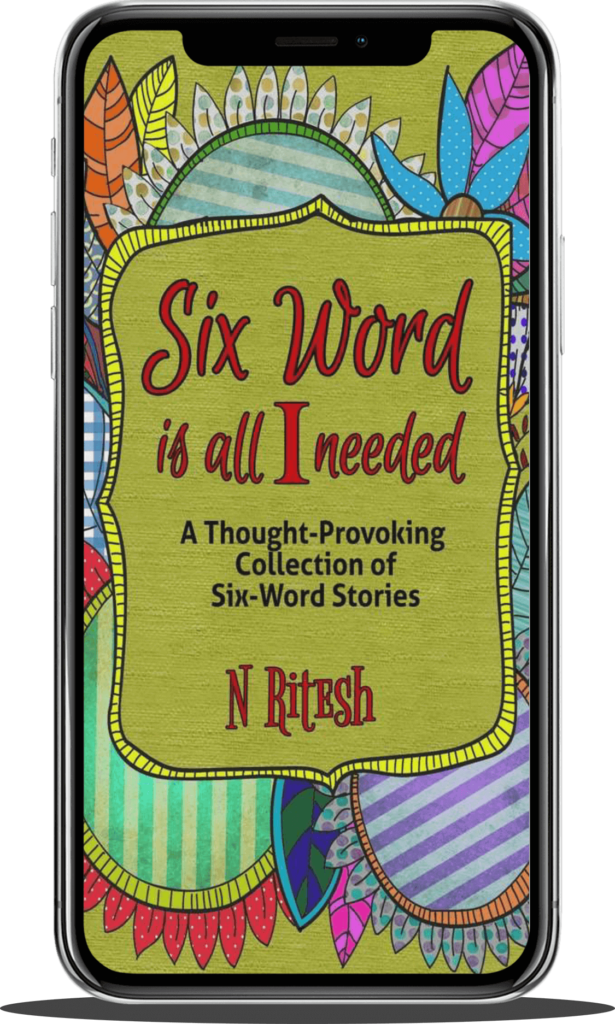 Six Word
is all I needed
A Thought-Provoking
Collection of
Six-Word Stories
N RitEsh